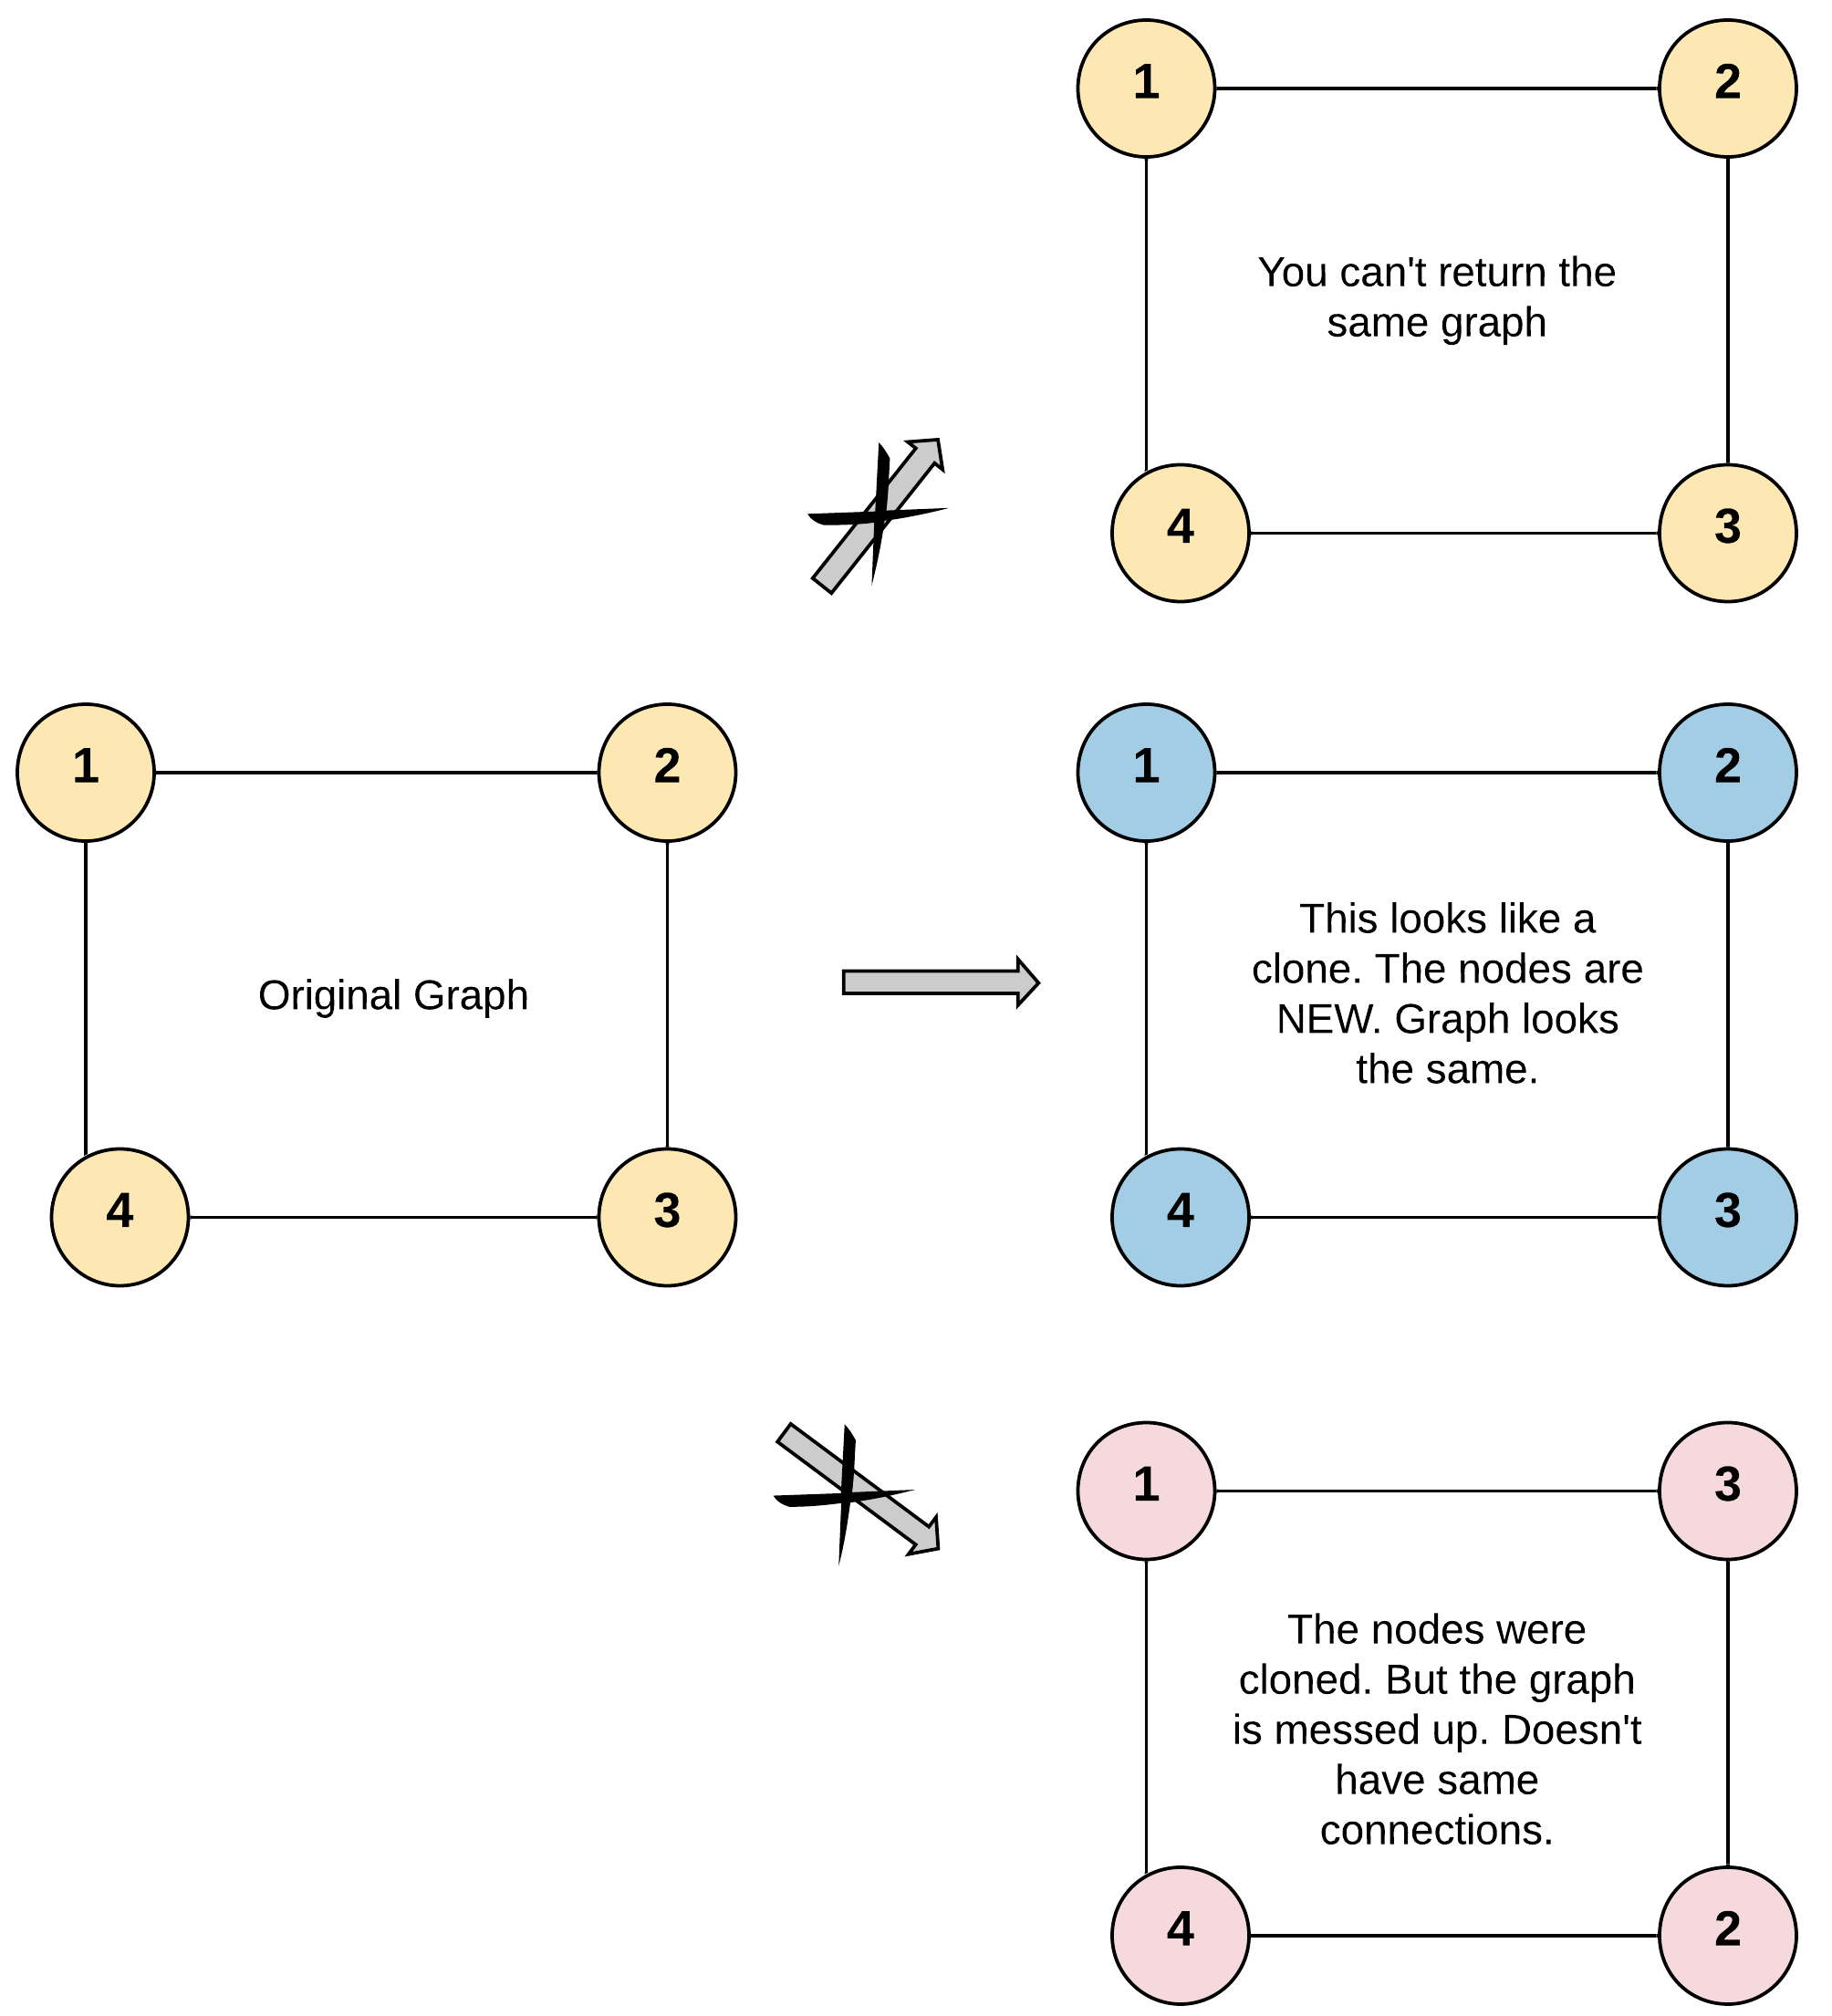 1
2
You can't return the
same graph
4
3
1
2
Original Graph
4
3
1
2
This looks like a
clone. The nodes are
NEW. Graph looks
the same.
4
3
1
3
The nodes were
cloned. But the graph
is messed up. Doesn't
have same
connections.
4
2